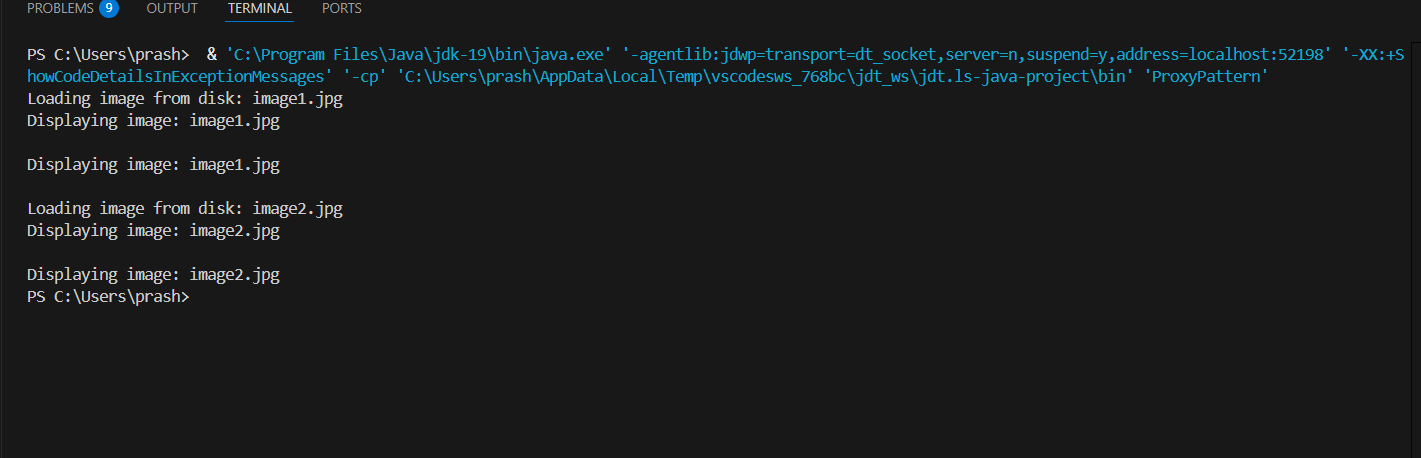 PROBLEMS 9 OUTPUT TERMINAL PORTS
PS C:\Users\prash>  & 'C:\Program Files\Java\jdk-19\bin\java.exe' '-agentlib:jdwp=transport=dt_socket,server=n,suspend=y,address=localhost:52198' '-XX:+S
howCodeDetailsInExceptionMessages' '-cp' 'C:\Users\prash\AppData\Local\Temp\vscodesws_768bc\jdt_ws\jdt.ls-java-project\bin' 'ProxyPattern'
Loading image from disk: image1.jpg
Displaying image: image1.jpg
Displaying image: image1.jpg
Loading image from disk: image2.jpg
Displaying image: image2.jpg
Displaying image: image2.jpg
PS C:\Users\prash>